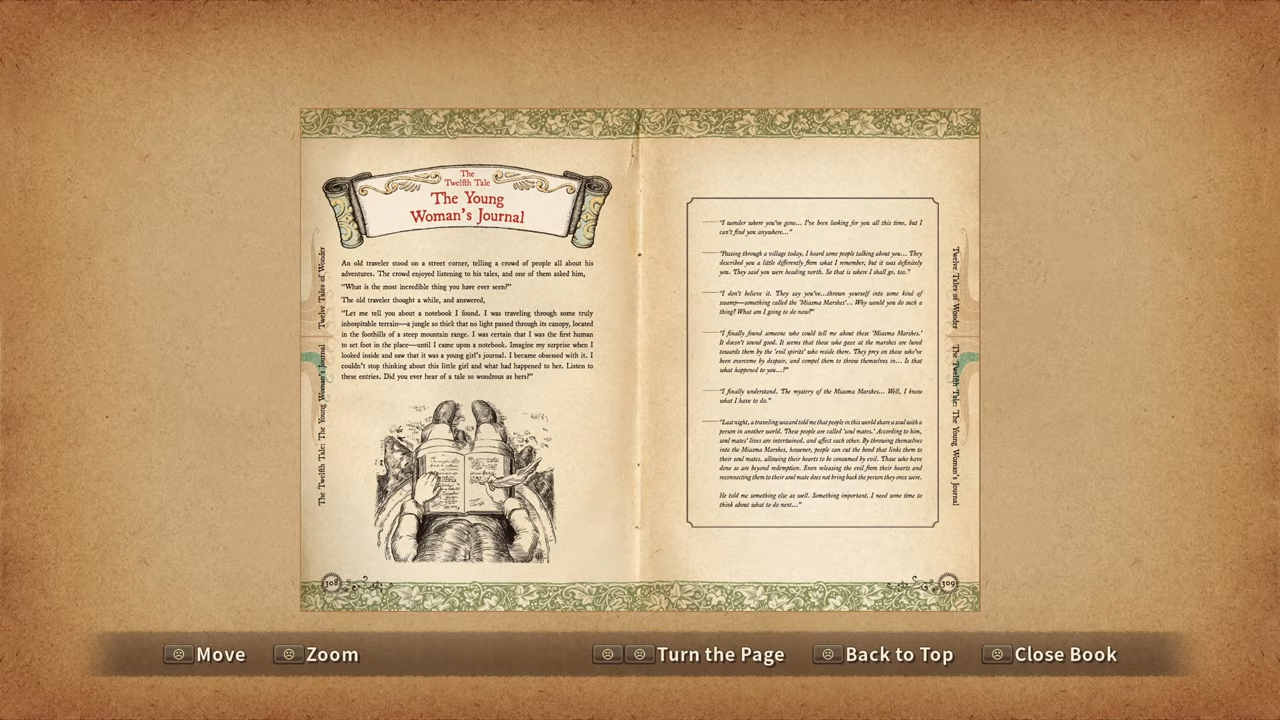 The
Twelfth Tale
The Young
Woman's Journal
An old traveler stood on a street corner, telling a crowd of people all about his
adventures. The crowd enjoyed listening to his tales, and one of them asked him,
"What is the most incredible thing you have ever seen?"
The old traveler thought a while, and answered,
"Let me tell you about a notebook I found. I was traveling through some truly
inhospitable terrain—a jungle so thick that no light passed through its canopy, located
in the foothills of a steep mountain range. I was certain that I was the first human
to set foot in the place—until I came upon a notebook. Imagine my surprise when I
looked inside and saw that it was a young girl's journal. I became obsessed with it. I
couldn't stop thinking about this little girl and what had happened to her. Listen to
these entries. Did you ever hear of a tale so wondrous as hers?"
Twelve Tales of Wonder
The Twelfth Tale: The Young Woman's Journal
308
"I wonder where you've gone... I've been looking for you all this time, but I
can't find you anywhere..."
"Passing through a village today, I heard some people talking about you... They
described you a little differently from what I remember, but it was definitely
you. They said you were heading north. So that is where I shall go, too."
"I don't believe it. They say you've...thrown yourself into some kind of
swamp—something called the 'Miasma Marshes'... Why would you do such a
thing? What am I going to do now?"
"I finally found someone who could tell me about these 'Miasma Marshes.'
It doesn't sound good. It seems that those who gaze at the marshes are lured
towards them by the 'evil spirits' who reside there. They prey on those who've
been overcome by despair, and compel them to throw themselves in... Is that
what happened to you...?"
"I finally understand. The mystery of the Miasma Marshes... Well, I know
what I have to do."
"Last night, a traveling wizard told me that people in this world share a soul with a
person in another world. These people are called 'soul mates.' According to him,
soul mates' lives are intertwined, and affect each other. By throwing themselves
into the Miasma Marshes, however, people can cut the bond that links them to
their soul mates, allowing their hearts to be consumed by evil. Those who have
done so are beyond redemption. Even releasing the evil from their hearts and
reconnecting them to their soul mate does not bring back the person they once were.
He told me something else as well. Something important. I need some time to
think about what to do next..."
Twelve Tales of Wonder
The Twelfth Tale: The Young Woman's Journal
309
Move
Zoom
Turn the Page
Back to Top
Close Book